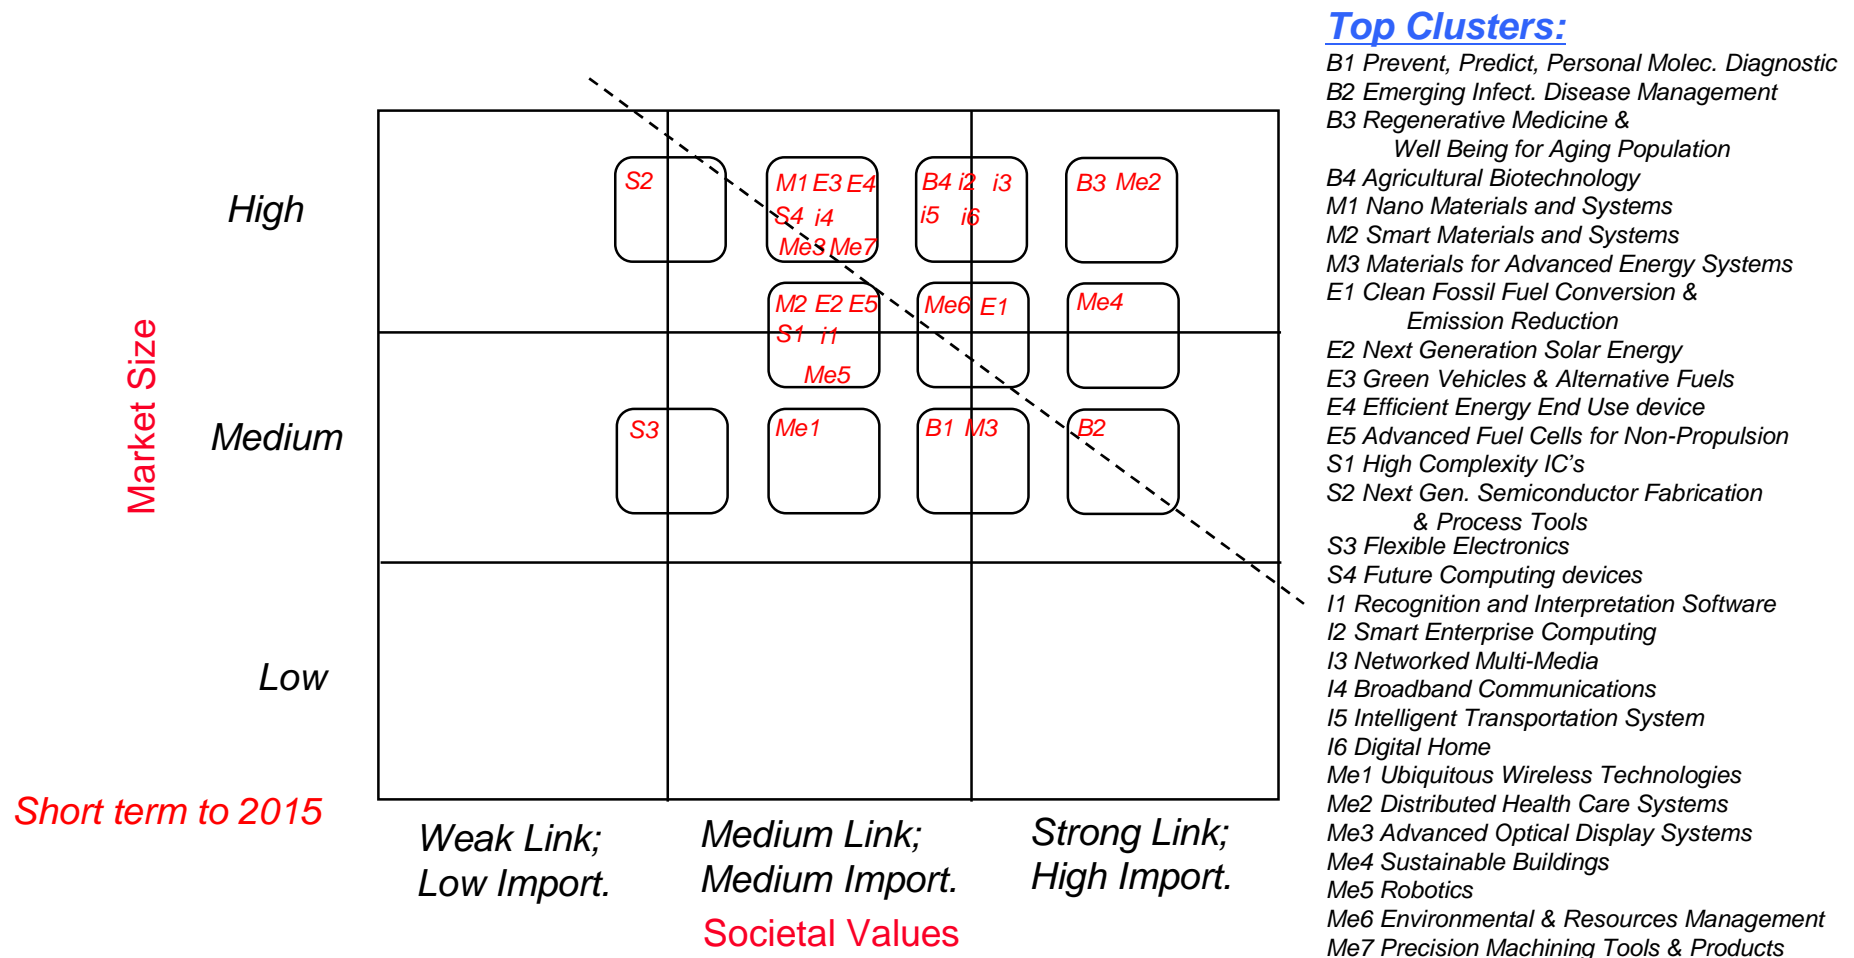 Top Clusters:
B1 Prevent, Predict, Personal Molec. Diagnostic
B2 Emerging Infect. Disease Management
B3 Regenerative Medicine &
Well Being for Aging Population
B4 Agricultural Biotechnology
M1 Nano Materials and Systems
M2 Smart Materials and Systems
M3 Materials for Advanced Energy Systems
E1 Clean Fossil Fuel Conversion &
Emission Reduction
E2 Next Generation Solar Energy
E3 Green Vehicles & Alternative Fuels
E4 Efficient Energy End Use device
E5 Advanced Fuel Cells for Non-Propulsion
S1 High Complexity IC's
S2 Next Gen. Semiconductor Fabrication
& Process Tools
S3 Flexible Electronics
S4 Future Computing devices
I1 Recognition and Interpretation Software
I2 Smart Enterprise Computing
I3 Networked Multi-Media
I4 Broadband Communications
I5 Intelligent Transportation System
I6 Digital Home
Me1 Ubiquitous Wireless Technologies
Me2 Distributed Health Care Systems
Me3 Advanced Optical Display Systems
Me4 Sustainable Buildings
Me5 Robotics
Me6 Environmental & Resources Management
Me7 Precision Machining Tools & Products
Market Size
High
Medium
Low
S2
M1 E3 E4
S4 i4
Me3 Me7
B4 i2 i3
i5 i6
B3 Me2
M2 E2 E5
S1 i1
Me5
Me6 E1
Me4
S3
Me1
B1 M3
B2
Short term to 2015
Weak Link;
Low Import.
Medium Link;
Medium Import.
Strong Link;
High Import.
Societal Values